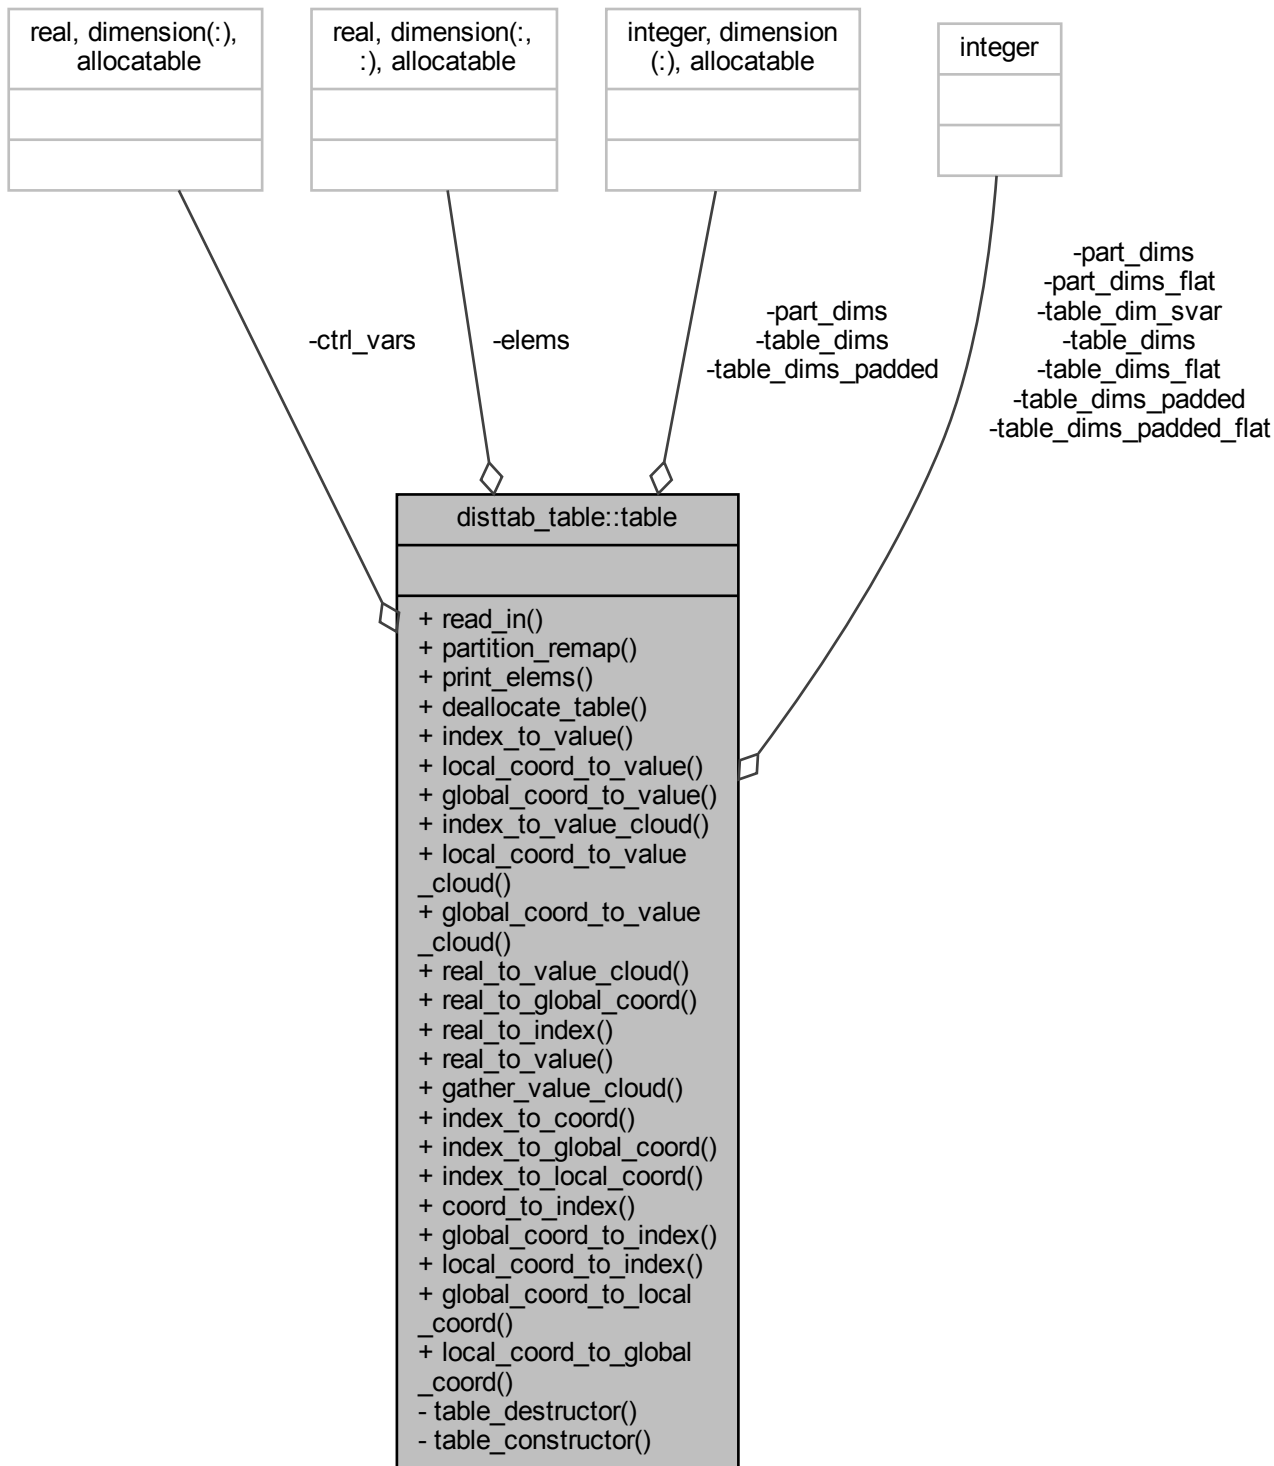 real, dimension(:),
allocatable
real, dimension(:,
:), allocatable
integer, dimension
(:), allocatable
integer
-ctrl_vars
-elems
-part_dims
-table_dims
-table_dims_padded
-part_dims
-part_dims_flat
-table_dim_svar
-table_dims
-table_dims_flat
-table_dims_padded
-table_dims_padded_flat
disttab_table::table
+ read_in()
+ partition_remap()
+ print_elems()
+ deallocate_table()
+ index_to_value()
+ local_coord_to_value()
+ global_coord_to_value()
+ index_to_value_cloud()
+ local_coord_to_value
_cloud()
+ global_coord_to_value
_cloud()
+ real_to_value_cloud()
+ real_to_global_coord()
+ real_to_index()
+ real_to_value()
+ gather_value_cloud()
+ index_to_coord()
+ index_to_global_coord()
+ index_to_local_coord()
+ coord_to_index()
+ global_coord_to_index()
+ local_coord_to_index()
+ global_coord_to_local
_coord()
+ local_coord_to_global
_coord()
- table_destructor()
- table_constructor()